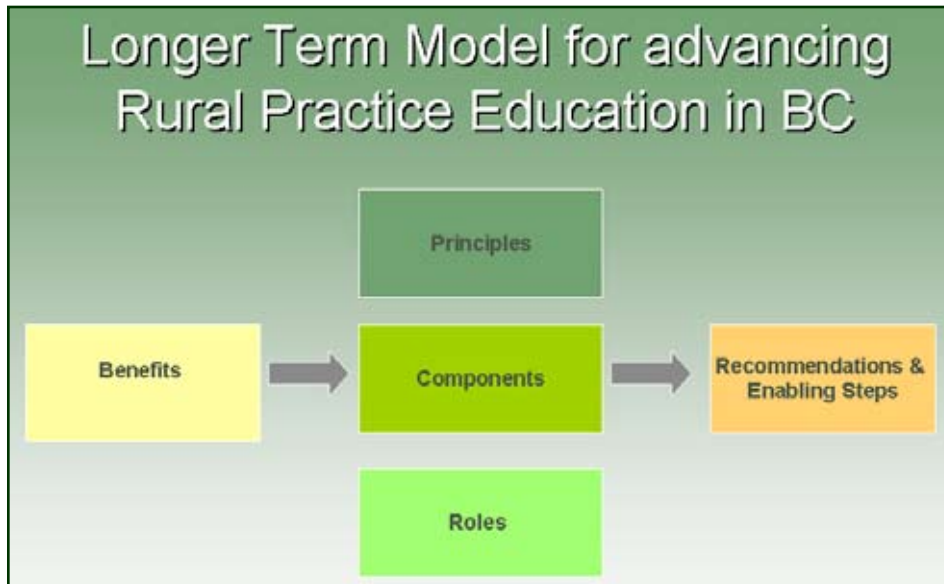 Longer Term Model for advancing
Rural Practice Education in BC
Principles
Benefits
Components
Recommendations &
Enabling Steps
Roles